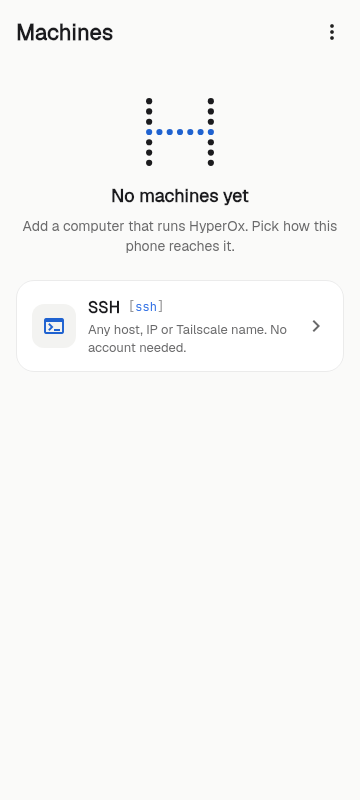 Machines
No machines yet
Add a computer that runs HyperOx. Pick how this
phone reaches it.
SSH [ssh]
Any host, IP or Tailscale name. No
account needed.